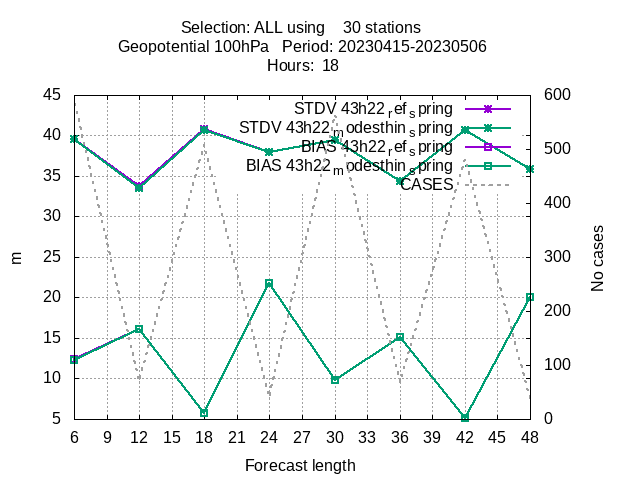 Selection: ALL using    30 stations
Geopotential 100hPa   Period: 20230415-20230506
Hours:  18
45
40
35
30
25
20
15
10
5
600
500
400
300
200
100
0
STDV 43h22_ref_spring
STDV 43h22_modesthin_spring
BIAS 43h22_ref_spring
BIAS 43h22_modesthin_spring
CASES
m
No cases
6 9 12 15 18 21 24 27 30 33 36 39 42 45 48
Forecast length